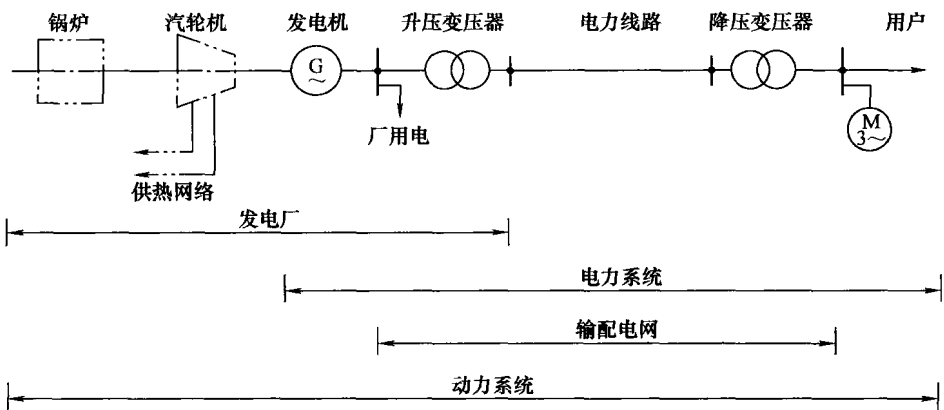 锅炉 汽轮机 发电机 升压变压器 电力线路 降压变压器 用户
G
~
厂用电
M
3~
供热网络
发电厂
电力系统
输配电网
动力系统